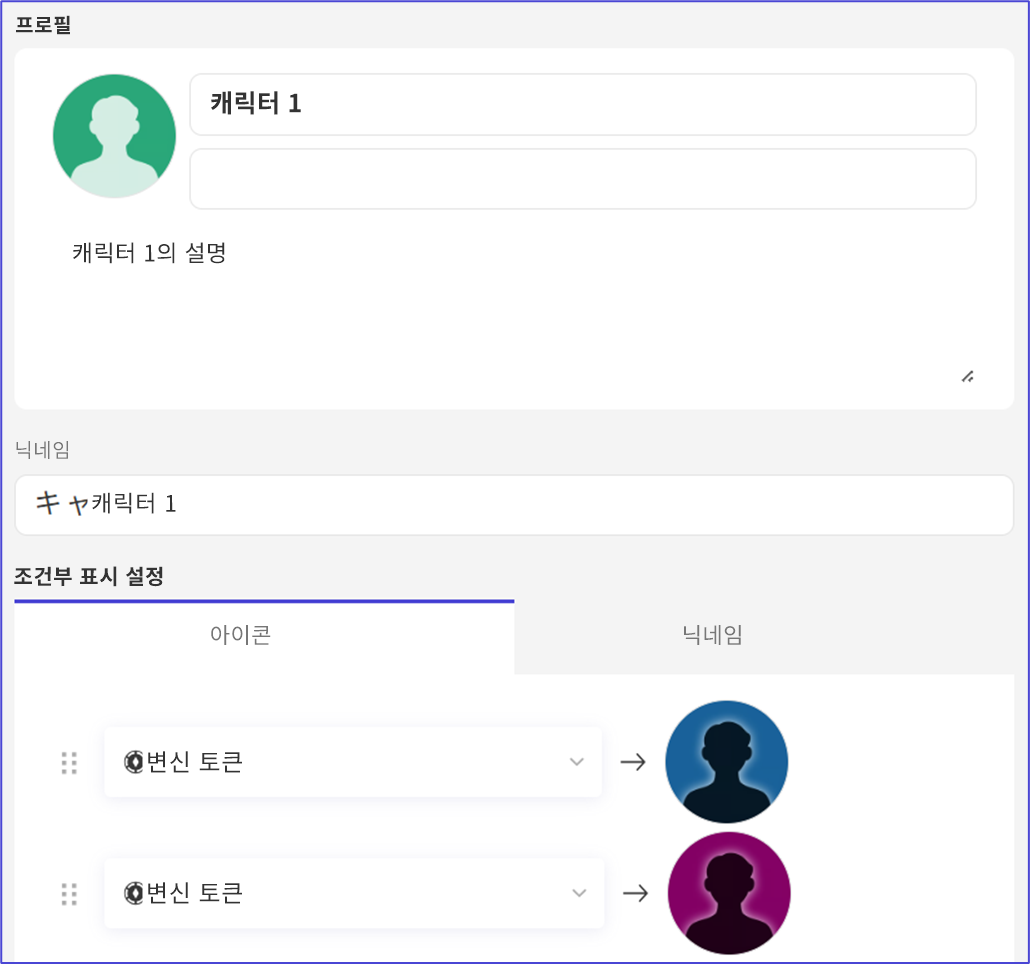 프로필
캐릭터 1
캐릭터 1의 설명
닉네임
キャ캐릭터 1
조건부 표시 설정
아이콘
닉네임
변신 토큰
변신 토큰